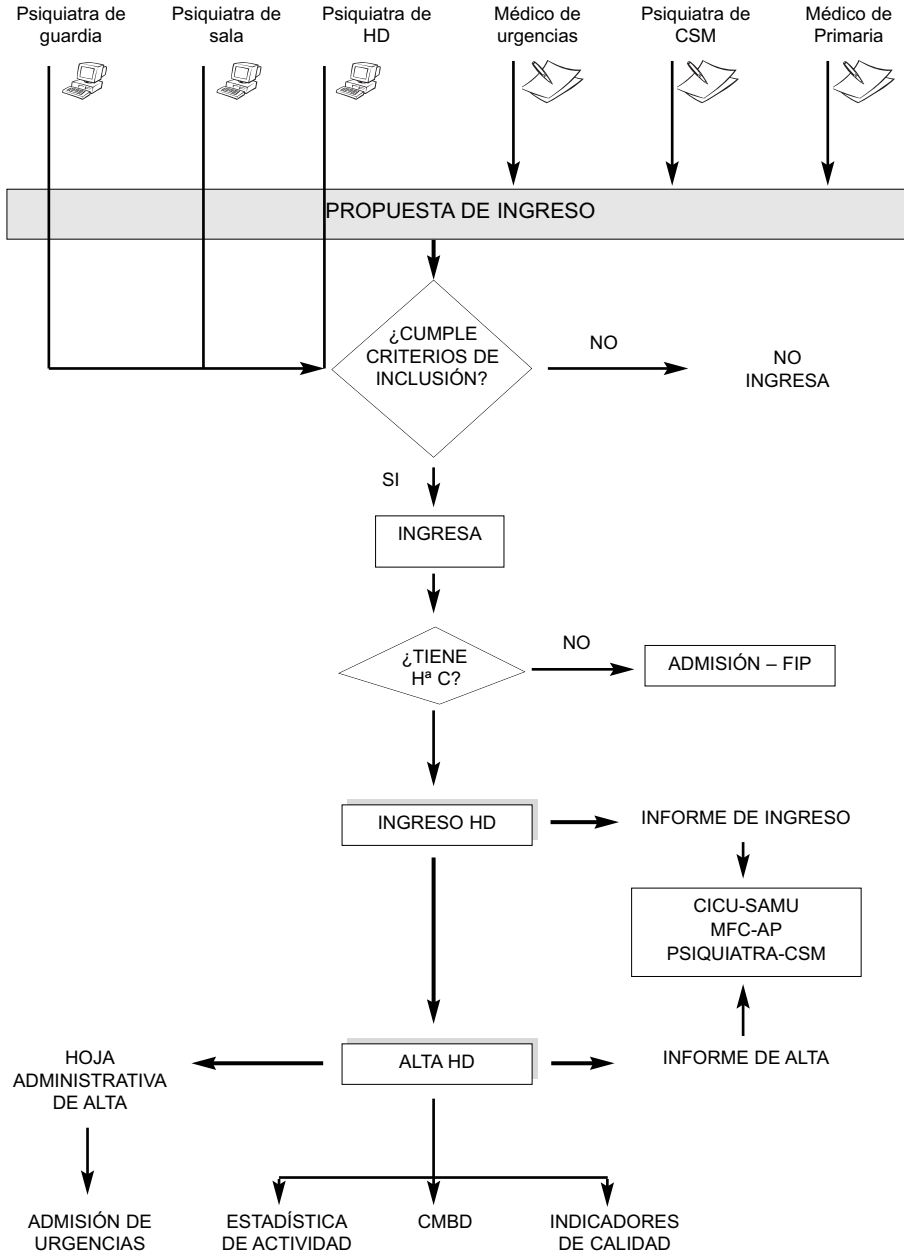 Psiquiatra de
guardia
Psiquiatra de
sala
Psiquiatra de
HD
Médico de
urgencias
Psiquiatra de
CSM
Médico de
Primaria
PROPUESTA DE INGRESO
¿CUMPLE
CRITERIOS DE
INCLUSIÓN?
NO
NO
INGRESA
SI
INGRESA
¿TIENE
Hª C?
NO
ADMISIÓN – FIP
INGRESO HD
INFORME DE INGRESO
CICU-SAMU
MFC-AP
PSIQUIATRA-CSM
HOJA
ADMINISTRATIVA
DE ALTA
ALTA HD
INFORME DE ALTA
ADMISIÓN DE
URGENCIAS
ESTADÍSTICA
DE ACTIVIDAD
CMBD
INDICADORES
DE CALIDAD